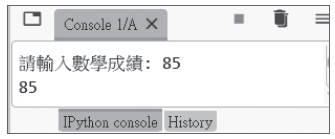 Console 1/A
請輸入數學成績: 85
85
IPython console History